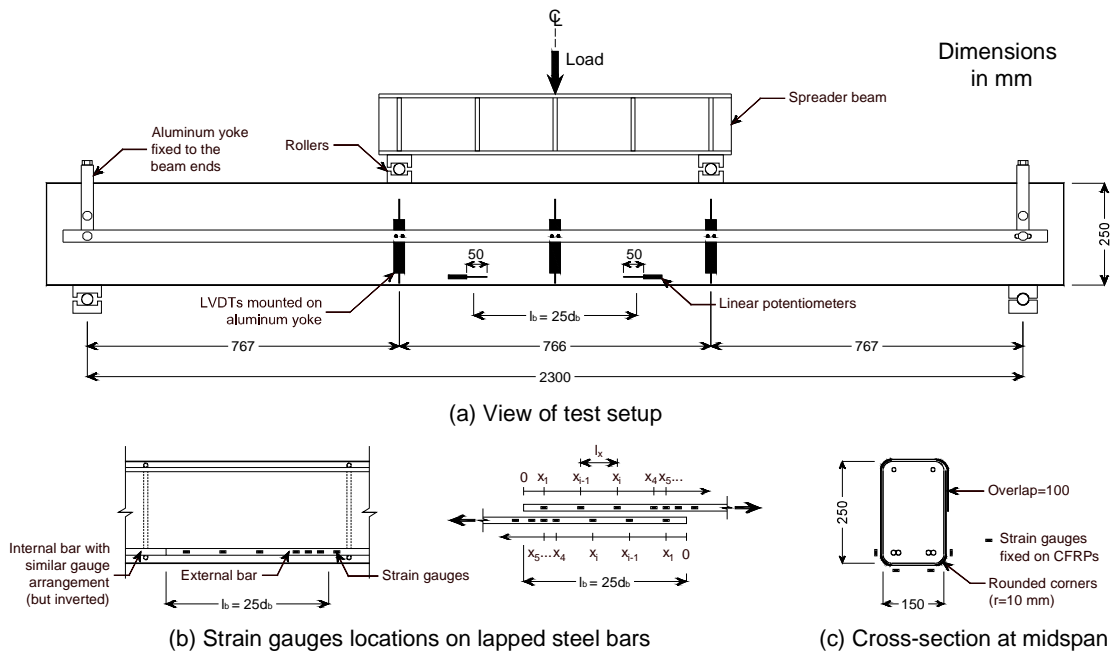 ℄
Load
Dimensions
in mm
Spreader beam
Aluminum yoke
fixed to the
beam ends
Rollers
250
50
50
LVDTs mounted on
aluminum yoke
Linear potentiometers
lb = 25db
767
766
767
2300
(a) View of test setup
Internal bar with
similar gauge
arrangement
(but inverted)
External bar
Strain gauges
lb = 25db
lx
0 x1 xi-1 xi x4 x5...
x5... x4 xi xi-1 x1 0
lb = 25db
(b) Strain gauges locations on lapped steel bars
250
Overlap=100
Strain gauges
fixed on CFRPs
Rounded corners
(r=10 mm)
150
(c) Cross-section at midspan